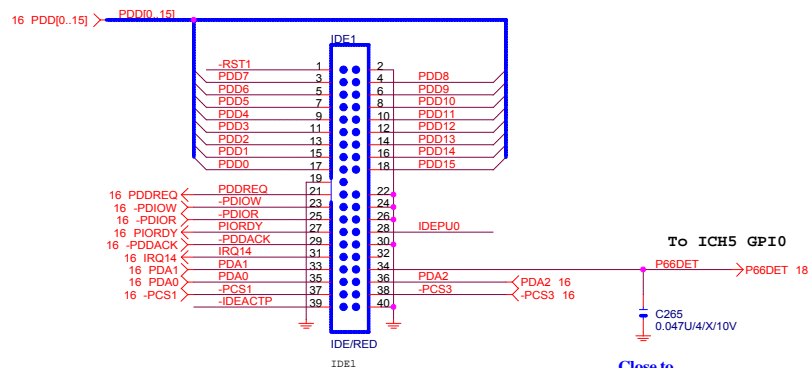 16 PDD[0..15] PDD[0..15]
IDE1
-RST1 1 2
PDD7 3 4 PDD8
PDD6 5 6 PDD9
PDD5 7 8 PDD10
PDD4 9 10 PDD11
PDD3 11 12 PDD12
PDD2 13 14 PDD13
PDD1 15 16 PDD14
PDD0 17 18 PDD15
19
16 PDDREQ PDDREQ 21 22
16 -PDIOW -PDIOW 23 24
16 -PDIOR -PDIOR 25 26
16 PIORDY PIORDY 27 28 IDEPU0
16 -PDDACK -PDDACK 29 30
16 IRQ14 IRQ14 31 32
To ICH5 GPI0
16 PDA1 PDA1 33 34 P66DET P66DET 18
16 PDA0 PDA0 35 36 PDA2 PDA2 16
16 -PCS1 -PCS1 37 38 -PCS3 -PCS3 16
-IDEACTP 39 40
C265
0.047U/4/X/10V
IDE/RED
IDE1
Close to